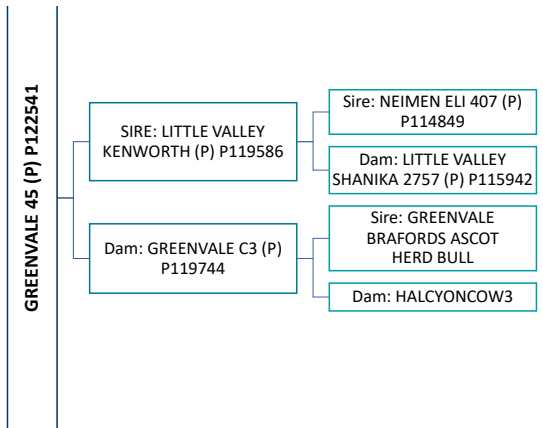 GREENVALE 45 (P) P122541
SIRE: LITTLE VALLEY
KENWORTH (P) P119586
Sire: NEIMEN ELI 407 (P)
P114849
Dam: LITTLE VALLEY
SHANIKA 2757 (P) P115942
Dam: GREENVALE C3 (P)
P119744
Sire: GREENVALE
BRAFORDS ASCOT
HERD BULL
Dam: HALCYONCOW3